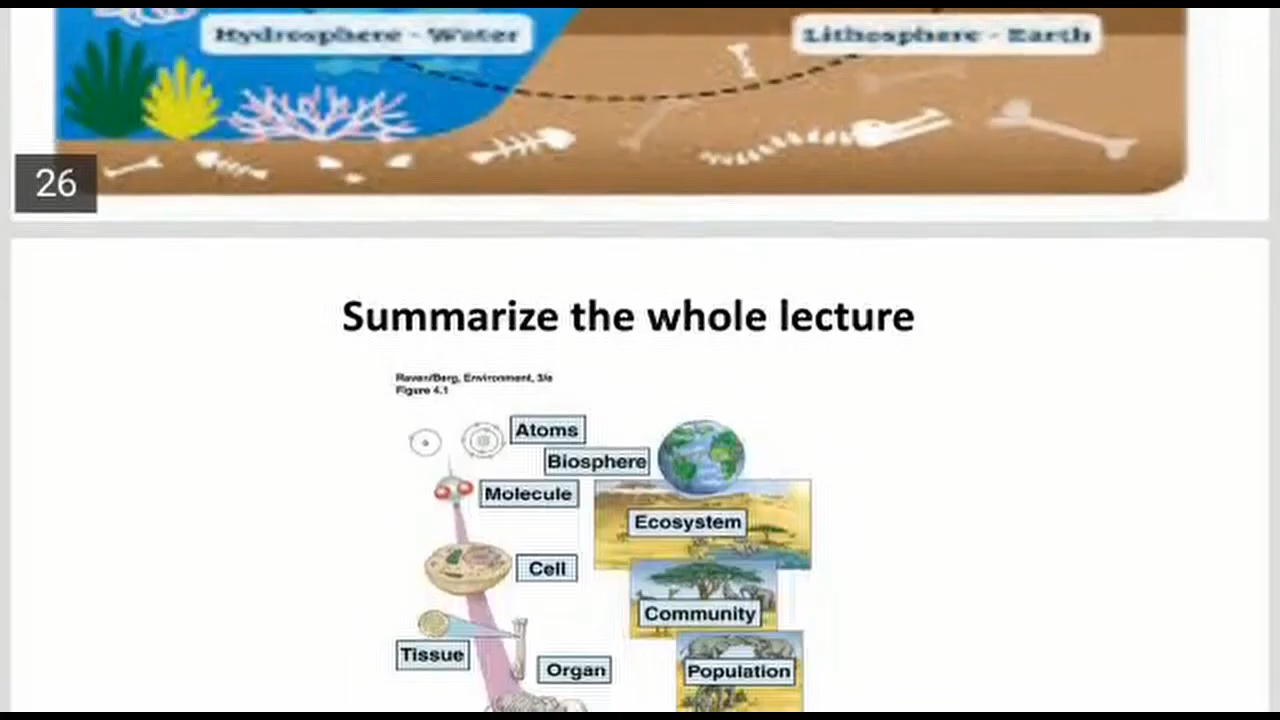 Hydrosphere - Water
Lithosphere - Earth
26
Summarize the whole lecture
Raven/Berg, Environment, 3/e
Figure 4.1
Atoms
Biosphere
Molecule
Ecosystem
Cell
Community
Tissue
Organ
Population